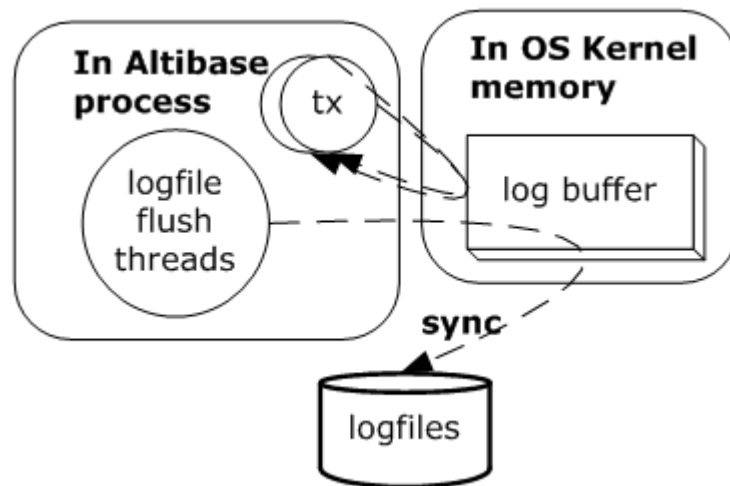 In Altibase
process
tx
logfile
flush
threads
In OS Kernel
memory
log buffer
sync
logfiles